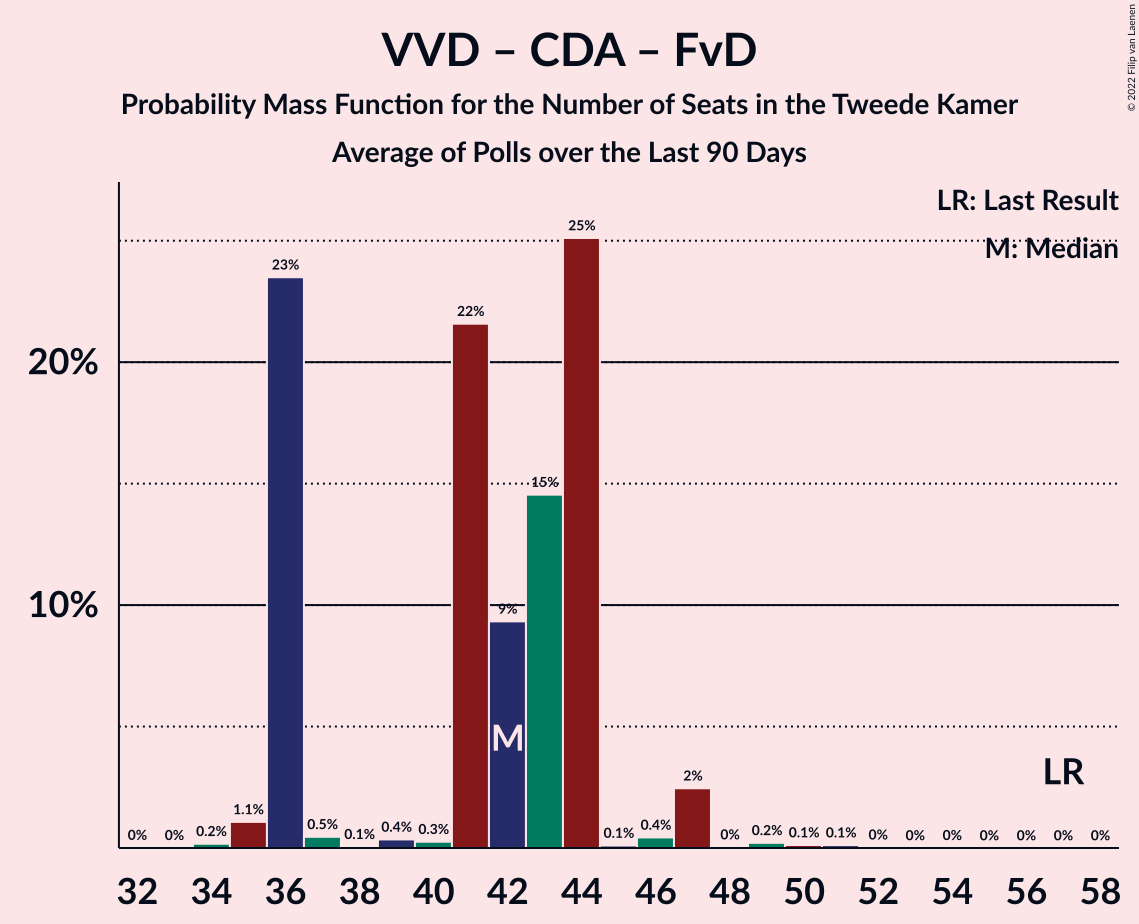 VVD – CDA – FvD
Probability Mass Function for the Number of Seats in the Tweede Kamer
Average of Polls over the Last 90 Days
© 2022 Filip van Laenen
LR: Last Result
M: Median
25%
23%
22%
20%
15%
10%
9%
M
LR
2%
1.1%
0% 0% 0.2% 0.5% 0.1% 0.4% 0.3% 0.1% 0.4% 0% 0.2% 0.1% 0.1% 0% 0% 0% 0% 0% 0% 0%
32 34 36 38 40 42 44 46 48 50 52 54 56 58